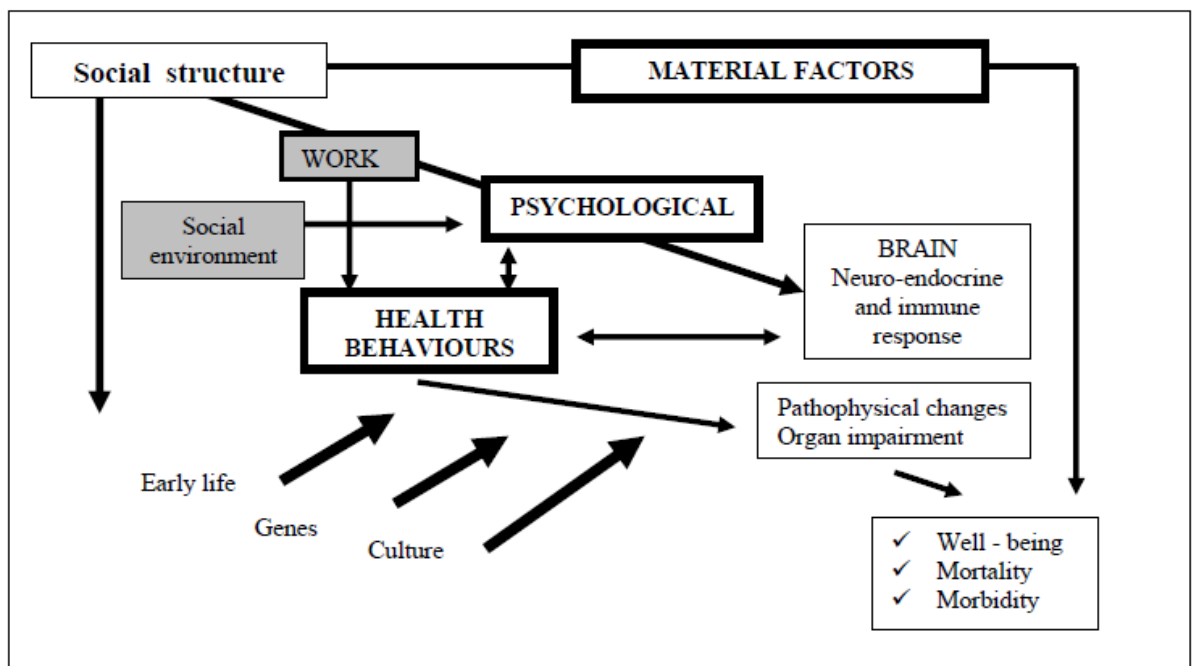 Social structure
MATERIAL FACTORS
WORK
PSYCHOLOGICAL
Social
environment
BRAIN
Neuro-endocrine
and immune
response
HEALTH
BEHAVIOURS
Pathophysical changes
Organ impairment
Early life
Genes
Culture
✓ Well - being
✓ Mortality
✓ Morbidity